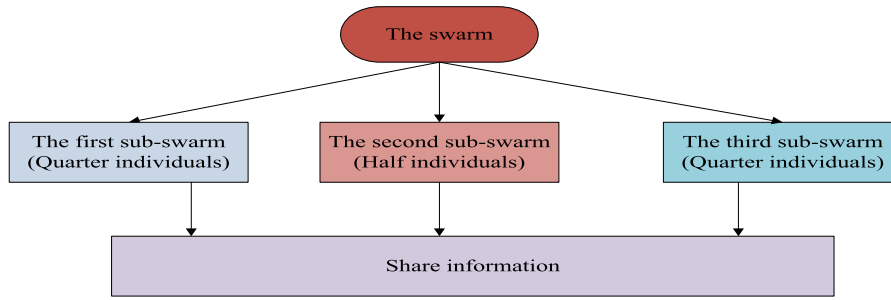 The swarm
The first sub-swarm
(Quarter individuals)
The second sub-swarm
(Half individuals)
The third sub-swarm
(Quarter individuals)
Share information